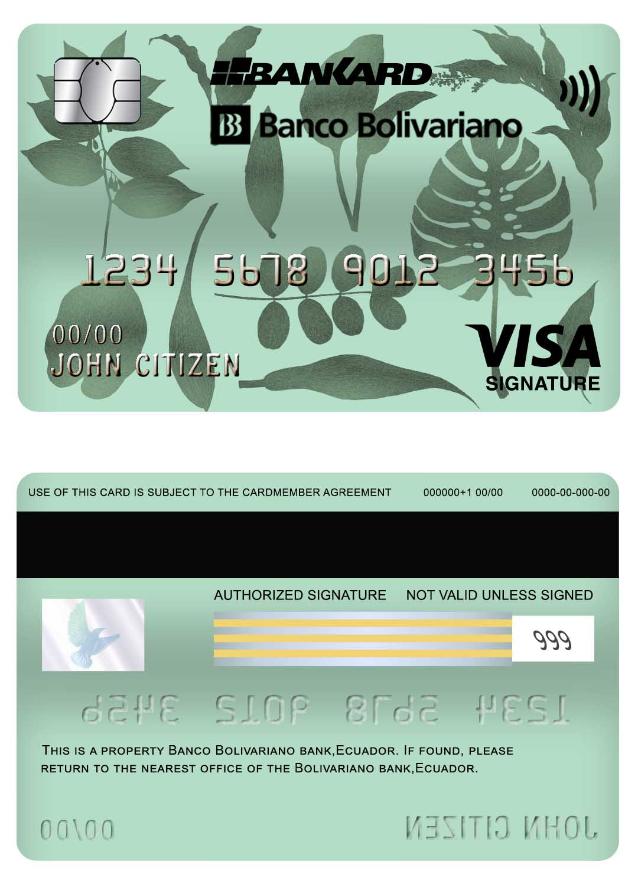 BANKARD
B Banco Bolivariano
1234 5678 9012 3456
00/00
JOHN CITIZEN
VISA
SIGNATURE
USE OF THIS CARD IS SUBJECT TO THE CARDMEMBER AGREEMENT 000000+1 00/00 0000-00-000-00
AUTHORIZED SIGNATURE NOT VALID UNLESS SIGNED
999
1234 5678 9012 3456
THIS IS A PROPERTY BANCO BOLIVARIANO BANK,ECUADOR. IF FOUND, PLEASE
RETURN TO THE NEAREST OFFICE OF THE BOLIVARIANO BANK,ECUADOR.
00/00 JOHN CITIZEN